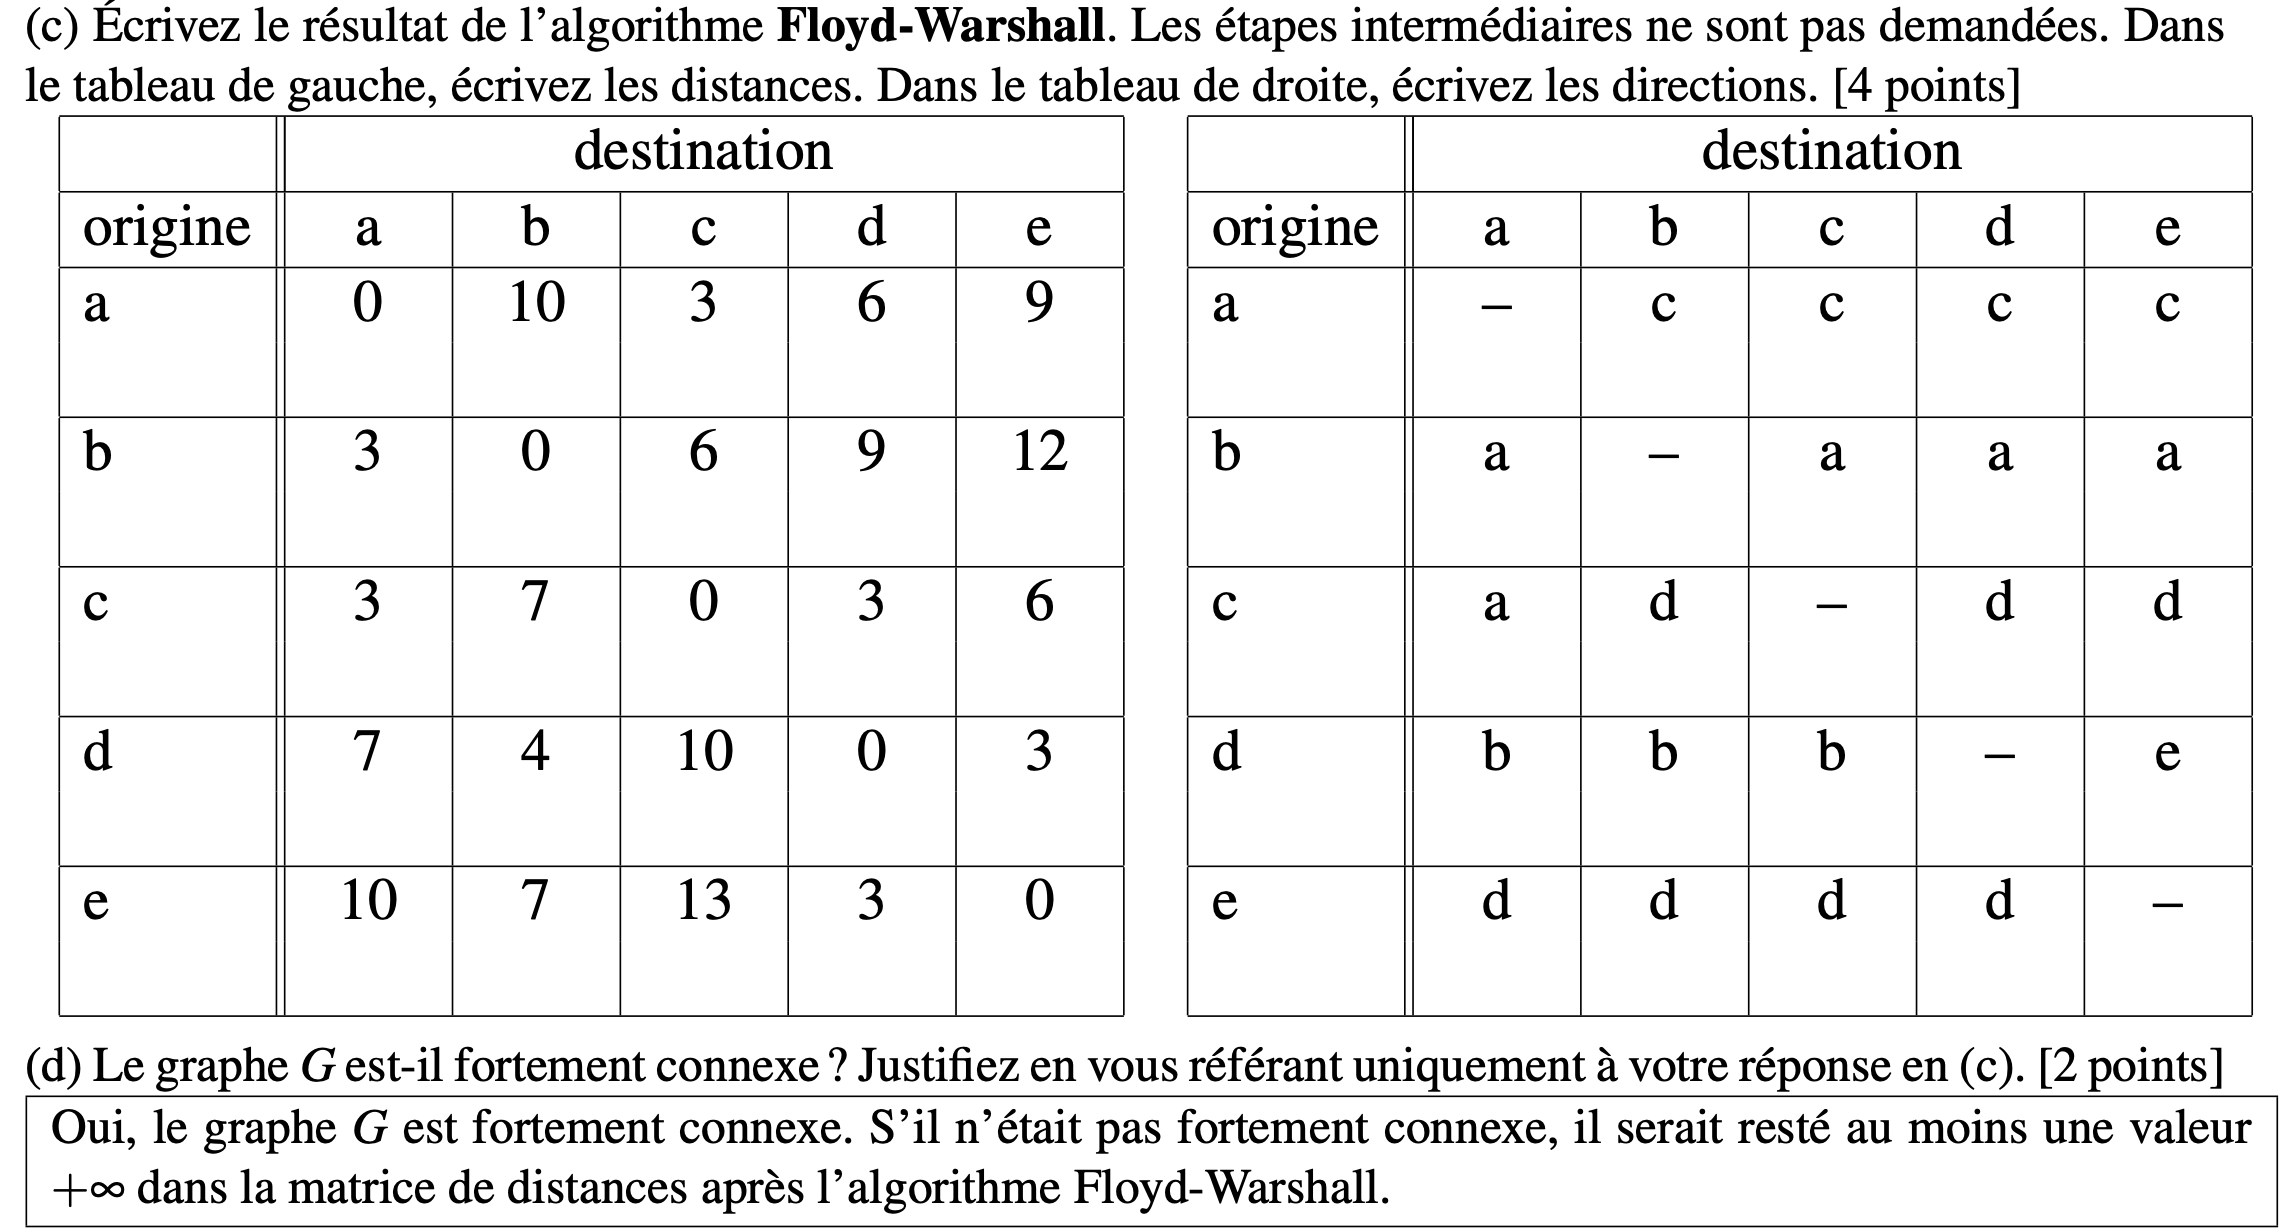 (c) Écrivez le résultat de l’algorithme Floyd-Warshall. Les étapes intermédiaires ne sont pas demandées. Dans
le tableau de gauche, écrivez les distances. Dans le tableau de droite, écrivez les directions. [4 points]
destination
origine a b c d e
a 0 10 3 6 9
b 3 0 6 9 12
c 3 7 0 3 6
d 7 4 10 0 3
e 10 7 13 3 0
destination
origine a b c d e
a – c c c c
b a – a a a
c a d – d d
d b b b – e
e d d d d –
(d) Le graphe G est-il fortement connexe ? Justifiez en vous référant uniquement à votre réponse en (c). [2 points]
Oui, le graphe G est fortement connexe. S’il n’était pas fortement connexe, il serait resté au moins une valeur
+∞ dans la matrice de distances après l’algorithme Floyd-Warshall.